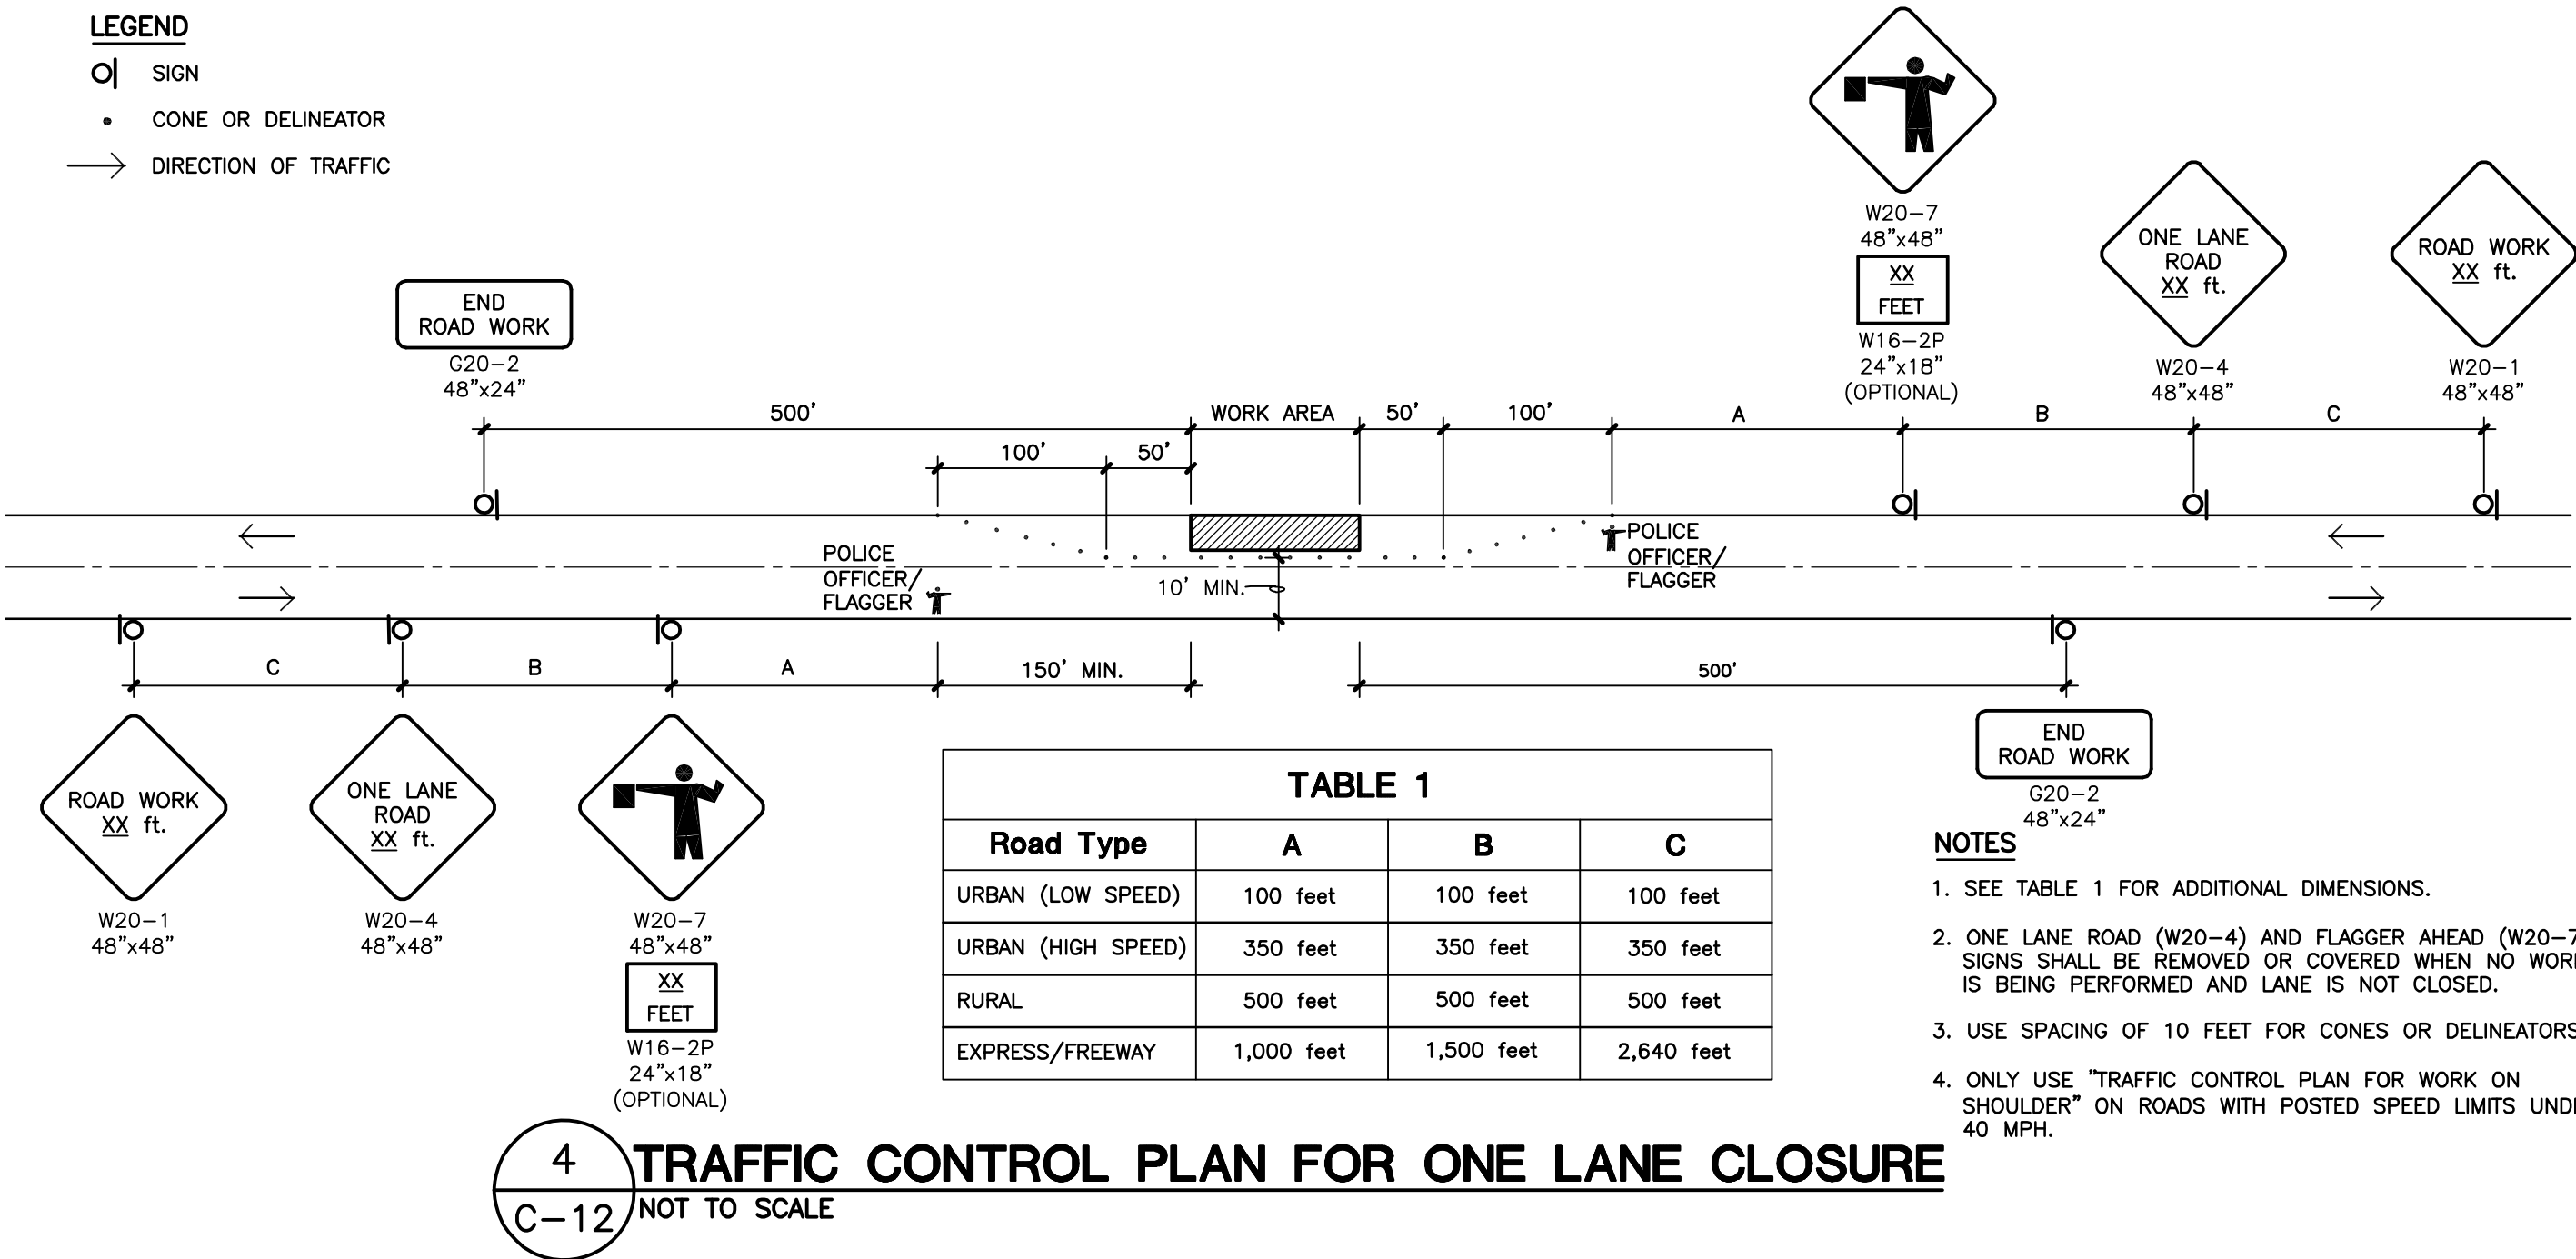 LEGEND
SIGN
CONE OR DELINEATOR
DIRECTION OF TRAFFIC
W20-7
48"x48"
XX
FEET
W16-2P
24"x18"
(OPTIONAL)
ONE LANE
ROAD
XX ft.
W20-4
48"x48"
ROAD WORK
XX ft.
W20-1
48"x48"
END
ROAD WORK
G20-2
48"x24"
500' WORK AREA 50' 100' A B C
100' 50'
POLICE
OFFICER/
FLAGGER
10' MIN.
POLICE
OFFICER/
FLAGGER
C B A 150' MIN. 500'
ROAD WORK
XX ft.
W20-1
48"x48"
ONE LANE
ROAD
XX ft.
W20-4
48"x48"
W20-7
48"x48"
XX
FEET
W16-2P
24"x18"
(OPTIONAL)
END
ROAD WORK
G20-2
48"x24"
TABLE 1
Road Type A B C
URBAN (LOW SPEED) 100 feet 100 feet 100 feet
URBAN (HIGH SPEED) 350 feet 350 feet 350 feet
RURAL 500 feet 500 feet 500 feet
EXPRESS/FREEWAY 1,000 feet 1,500 feet 2,640 feet
NOTES
1. SEE TABLE 1 FOR ADDITIONAL DIMENSIONS.
2. ONE LANE ROAD (W20-4) AND FLAGGER AHEAD (W20-7
SIGNS SHALL BE REMOVED OR COVERED WHEN NO WORK
IS BEING PERFORMED AND LANE IS NOT CLOSED.
3. USE SPACING OF 10 FEET FOR CONES OR DELINEATORS
4. ONLY USE "TRAFFIC CONTROL PLAN FOR WORK ON
SHOULDER" ON ROADS WITH POSTED SPEED LIMITS
40 MPH.
4
C-12
TRAFFIC CONTROL PLAN FOR ONE LANE CLOSURE
NOT TO SCALE